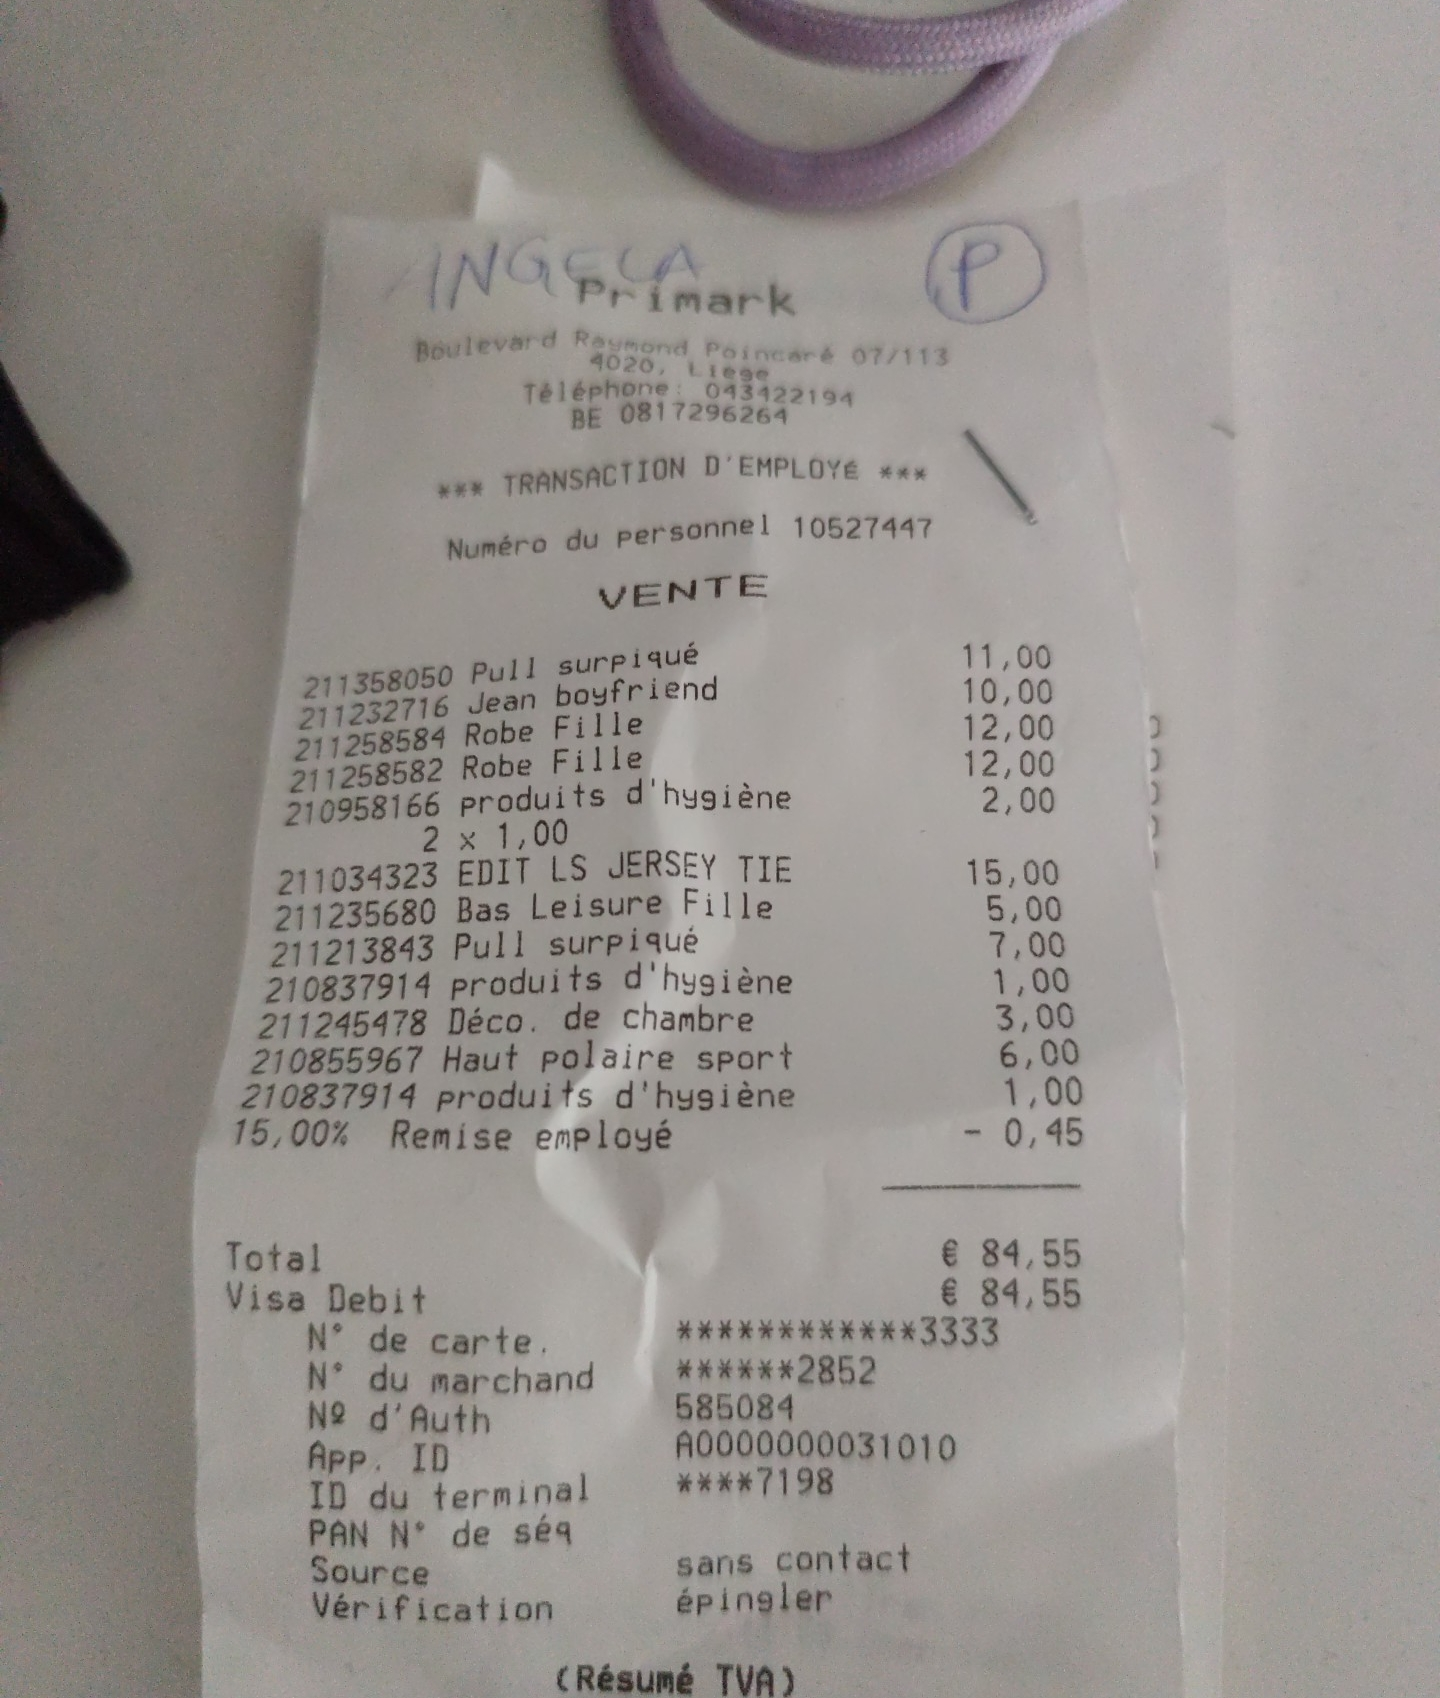 ANGELA
P
Primark
Boulevard Raymond Poincaré 07/113
4020, Liège
Téléphone: 043422194
BE 0817296264
*** TRANSACTION D'EMPLOYÉ ***
Numéro du personnel 10527447
VENTE
211358050 Pull surpiqué 11,00
211232716 Jean boyfriend 10,00
211258584 Robe Fille 12,00
211258582 Robe Fille 12,00
210958166 produits d'hygiène 2,00
2 x 1,00
211034323 EDIT LS JERSEY TIE 15,00
211235680 Bas Leisure Fille 5,00
211213843 Pull surpiqué 7,00
210837914 produits d'hygiène 1,00
211245478 Déco. de chambre 3,00
210855967 Haut polaire sport 6,00
210837914 produits d'hygiène 1,00
15,00% Remise employé - 0,45
Total € 84,55
Visa Debit € 84,55
N° de carte. ************3333
N° du marchand ******2852
Nº d'Auth 585084
App. ID A0000000031010
ID du terminal ****7198
PAN N° de séq
Source sans contact
Vérification épingler
(Résumé TVA)